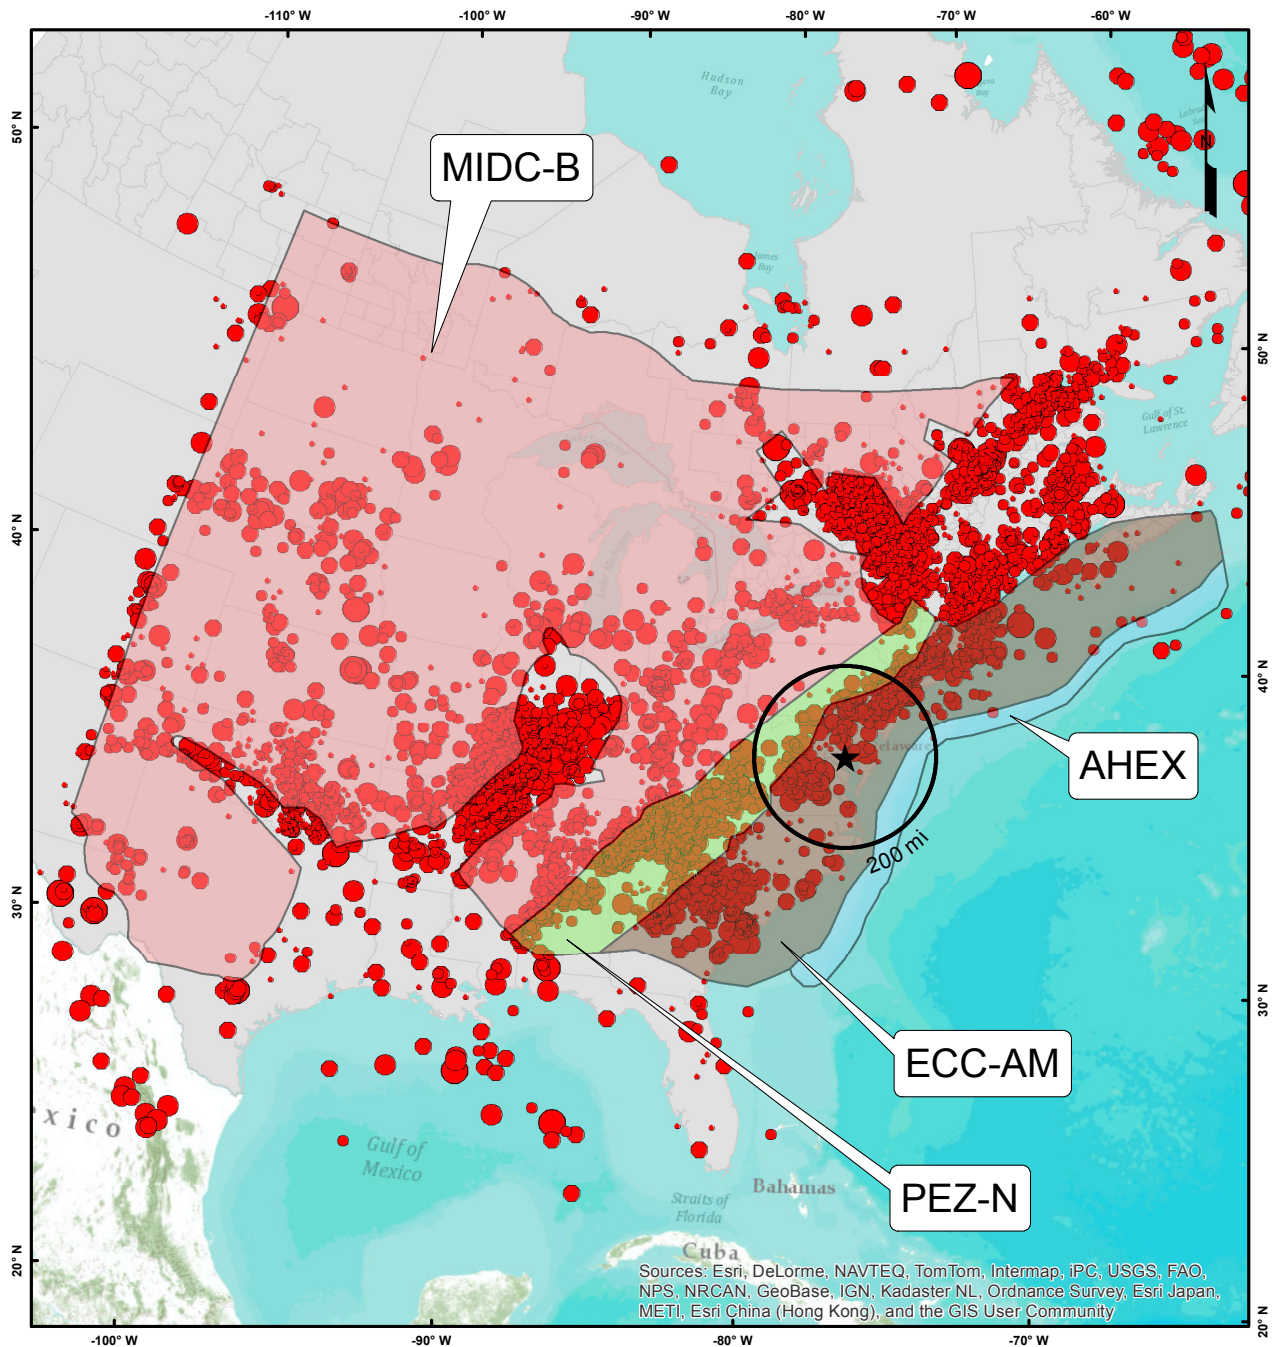 -110° W
-100° W
-90° W
-80° W
-70° W
-60° W
Hudson
Bay
50° N
MIDC-B
N
James
Bay
50° N
Gulf of St.
Lawrence
40° N
40° N
AHEX
200 mi
30° N
30° N
ECC-AM
PEZ-N
exico
Gulf of
Mexico
Bahamas
Straits of
Florida
Cuba
20° N
20° N
Sources: Esri, DeLorme, NAVTEQ, TomTom, Intermap, iPC, USGS, FAO,
NPS, NRCAN, GeoBase, IGN, Kadaster NL, Ordnance Survey, Esri Japan,
METI, Esri China (Hong Kong), and the GIS User Community
-100° W
-90° W
-80° W
-70° W